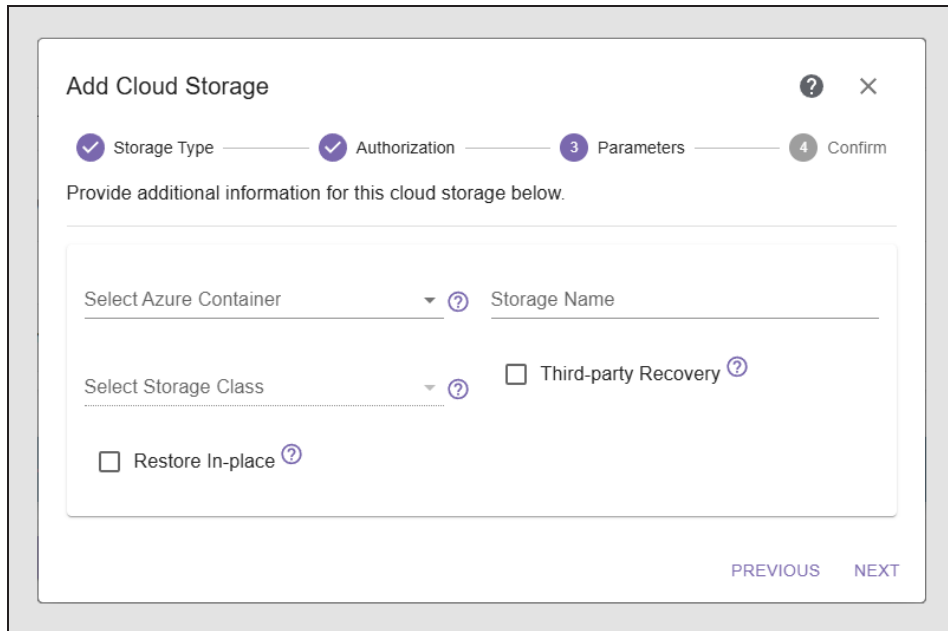 Add Cloud Storage ?
Storage Type Authorization 3 Parameters 4 Confirm
Provide additional information for this cloud storage below.
Select Azure Container ? Storage Name
Select Storage Class ? Third-party Recovery ?
Restore In-place ?
PREVIOUS NEXT